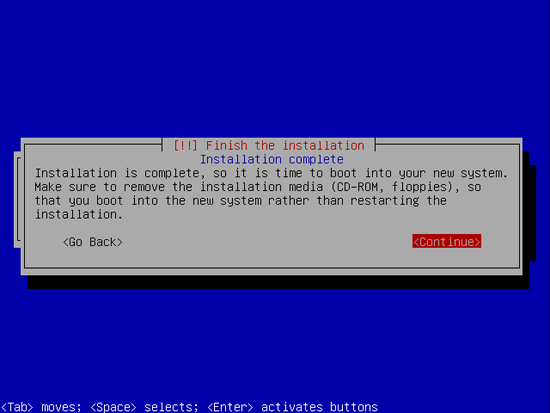 [!!] Finish the installation
Installation complete
Installation is complete, so it is time to boot into your new system.
Make sure to remove the installation media (CD-ROM, floppies), so
that you boot into the new system rather than restarting the
installation.
<Go Back> <Continue>
<Tab> moves; <Space> selects; <Enter> activates buttons